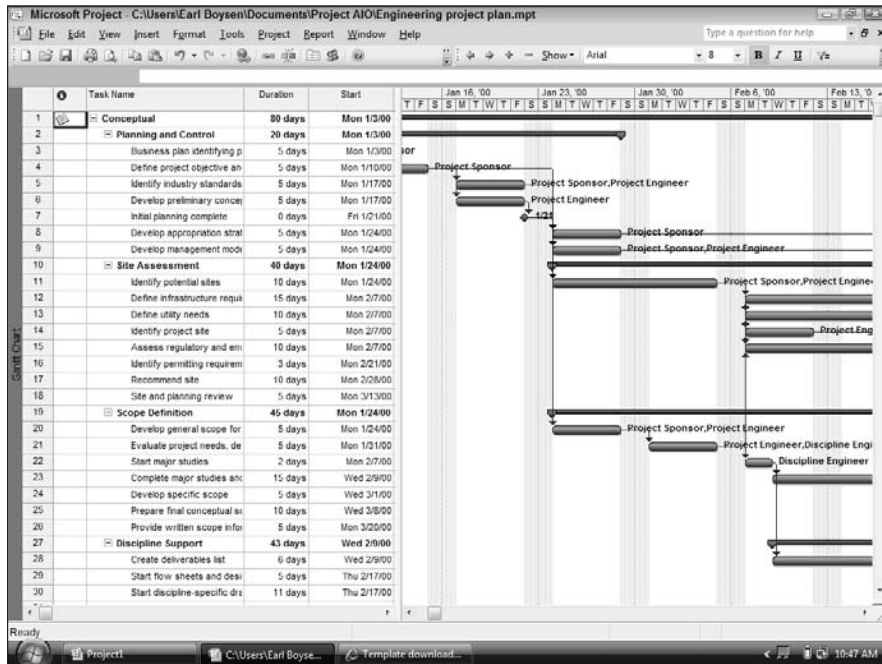 Microsoft Project - C:\Users\Earl Boysen\Documents\Project AIO\Engineering project plan.mpt
File Edit View Insert Format Tools Project Report Window Help Type a question for help
Show Arial 8 B I U
Task Name Duration Start Jan 16, '00 Jan 23, '00 Jan 30, '00 Feb 6, '00 Feb 13, '0
T F S S M T W T F S S M T W T F S S M T W T F S S M T W T F S S M T
1 Conceptual 80 days Mon 1/3/00
2 Planning and Control 20 days Mon 1/3/00
3 Business plan identifying p 5 days Mon 1/3/00 sor
4 Define project objective an 5 days Mon 1/10/00 Project Sponsor
5 Identify industry standards 5 days Mon 1/17/00 Project Sponsor,Project Engineer
6 Develop preliminary concep 5 days Mon 1/17/00 Project Engineer
7 Initial planning complete 0 days Fri 1/21/00 1/21
8 Develop appropriation strat 5 days Mon 1/24/00 Project Sponsor
9 Develop management mode 5 days Mon 1/24/00 Project Sponsor,Project Engineer
10 Site Assessment 40 days Mon 1/24/00
11 Identify potential sites 10 days Mon 1/24/00 Project Sponsor,Project Engine
12 Define infrastructure requi 15 days Mon 2/7/00
13 Define utility needs 10 days Mon 2/7/00
14 Identify project site 5 days Mon 2/7/00 Project Eng
15 Assess regulatory and en 10 days Mon 2/7/00
16 Identify permitting requirem 3 days Mon 2/21/00
17 Recommend site 10 days Mon 2/28/00
18 Site and planning review 5 days Mon 3/13/00
19 Scope Definition 45 days Mon 1/24/00
20 Develop general scope for 5 days Mon 1/24/00 Project Sponsor,Project Engineer
21 Evaluate project needs, de 5 days Mon 1/31/00 Project Engineer,Discipline Engi
22 Start major studies 2 days Mon 2/7/00 Discipline Engineer
23 Complete major studies and 15 days Wed 2/9/00
24 Develop specific scope 5 days Wed 3/1/00
25 Prepare final conceptual s 10 days Wed 3/8/00
26 Provide written scope infor 5 days Mon 3/20/00
27 Discipline Support 43 days Wed 2/9/00
28 Create deliverables list 6 days Wed 2/9/00
29 Start flow sheets and desi 5 days Thu 2/17/00
30 Start discipline-specific dra 11 days Thu 2/17/00
Gantt Chart
Ready
Project1 C:\Users\Earl Boyse... Template download... 10:47 AM